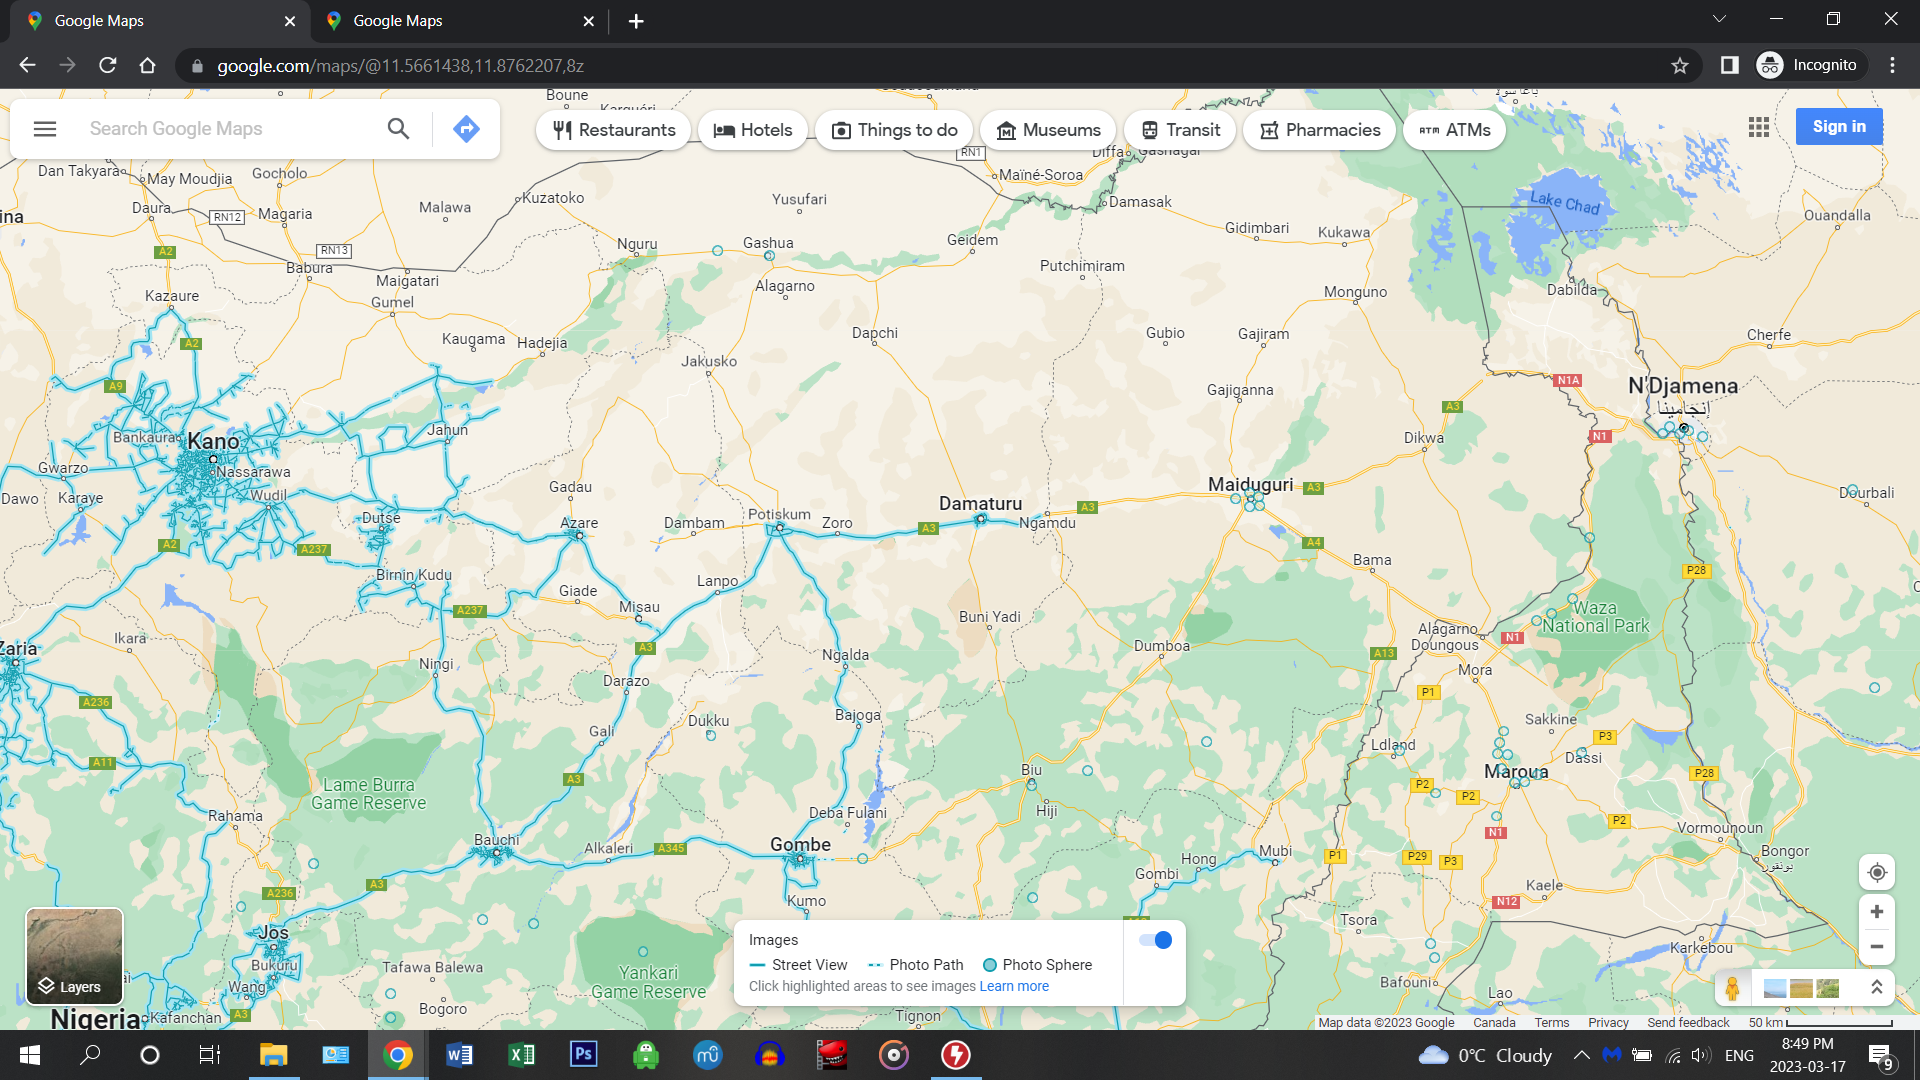 Google Maps
Google Maps
google.com/maps/@11.5661438,11.8762207,8z
Incognito
Search Google Maps
Restaurants
Hotels
Things to do
Museums
Transit
Pharmacies
ATM ATMs
Sign in
Boune
RN1
Diffa
Gashagar
Dan Takyara
May Moudjia
Gocholo
Maïné-Soroa
Kuzatoko
Yusufari
Malawa
Damasak
Lake Chad
ina
Daura
RN12
Magaria
Ouandalla
Gidimbari
Kukawa
Nguru
Gashua
Geidem
A2
RN13
Babura
Maigatari
Putchimiram
Alagarno
Monguno
Dabilda
Kazaure
Gumel
Kaugama
Hadejia
Dapchi
Gubio
Gajiram
Cherfe
A2
Jakusko
A9
Gajiganna
N1A
N'Djamena
إنجامينا
A3
Bankaura
Kano
Jahun
Dikwa
N1
Gwarzo
Nassarawa
Dawo
Karaye
Wudil
Gadau
Maiduguri
A3
Dourbali
Dutse
Azare
Dambam
Potiskum
Zoro
A3
Damaturu
Ngamdu
A3
A2
A237
A4
Bama
P28
Birnin Kudu
Giade
Lanpo
A237
Misau
Buni Yadi
Waza
National Park
Ikara
Zaria
A3
Dumboa
A13
Alagarno
Doungous
N1
Ningi
Ngalda
Mora
Darazo
P1
A236
Dukku
Bajoga
Sakkine
Gali
Ldland
P3
Dassi
A11
Lame Burra
Game Reserve
A3
Biu
Maroua
P28
P2
P2
Hiji
Rahama
Deba Fulani
P2
Vormounoun
N1
Bauchi
Alkaleri
A345
Gombe
Hong
Mubi
P1
P29
P3
Bongor
بونقور
Gombi
A3
A236
Kumo
Kaele
N12
Tsora
Jos
Bukuru
Wang
Tafawa Balewa
Yankari
Game Reserve
Karkebou
Bafouni
Bogoro
Lao
Nigeria
Kafanchan
A3
Tignon
Layers
Images
Street View
Photo Path
Photo Sphere
Click highlighted areas to see images Learn more
Map data ©2023 Google
Canada
Terms
Privacy
Send feedback
50 km
0°C Cloudy
ENG
8:49 PM
2023-03-17
9